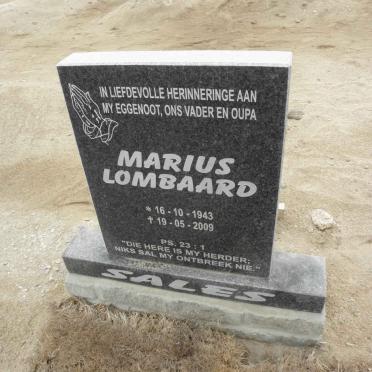 IN LIEFDEVOLLE HERINNERINGE AAN
MY EGGENOOT, ONS VADER EN OUPA
MARIUS
LOMBAARD
* 16 - 10 - 1943
✝ 19 - 05 - 2009
PS. 23 : 1
"DIE HERE IS MY HERDER;
NIKS SAL MY ONTBREEK NIE."
SALES